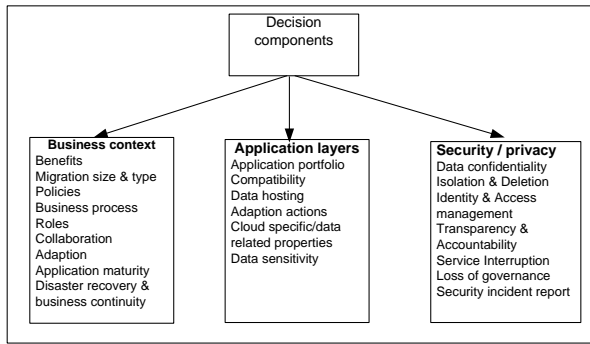 Decision
components
Business context
Benefits
Migration size & type
Policies
Business process
Roles
Collaboration
Adaption
Application maturity
Disaster recovery &
business continuity
Application layers
Application portfolio
Compatibility
Data hosting
Adaption actions
Cloud specific/data
related properties
Data sensitivity
Security / privacy
Data confidentiality
Isolation & Deletion
Identity & Access
management
Transparency &
Accountability
Service Interruption
Loss of governance
Security incident report